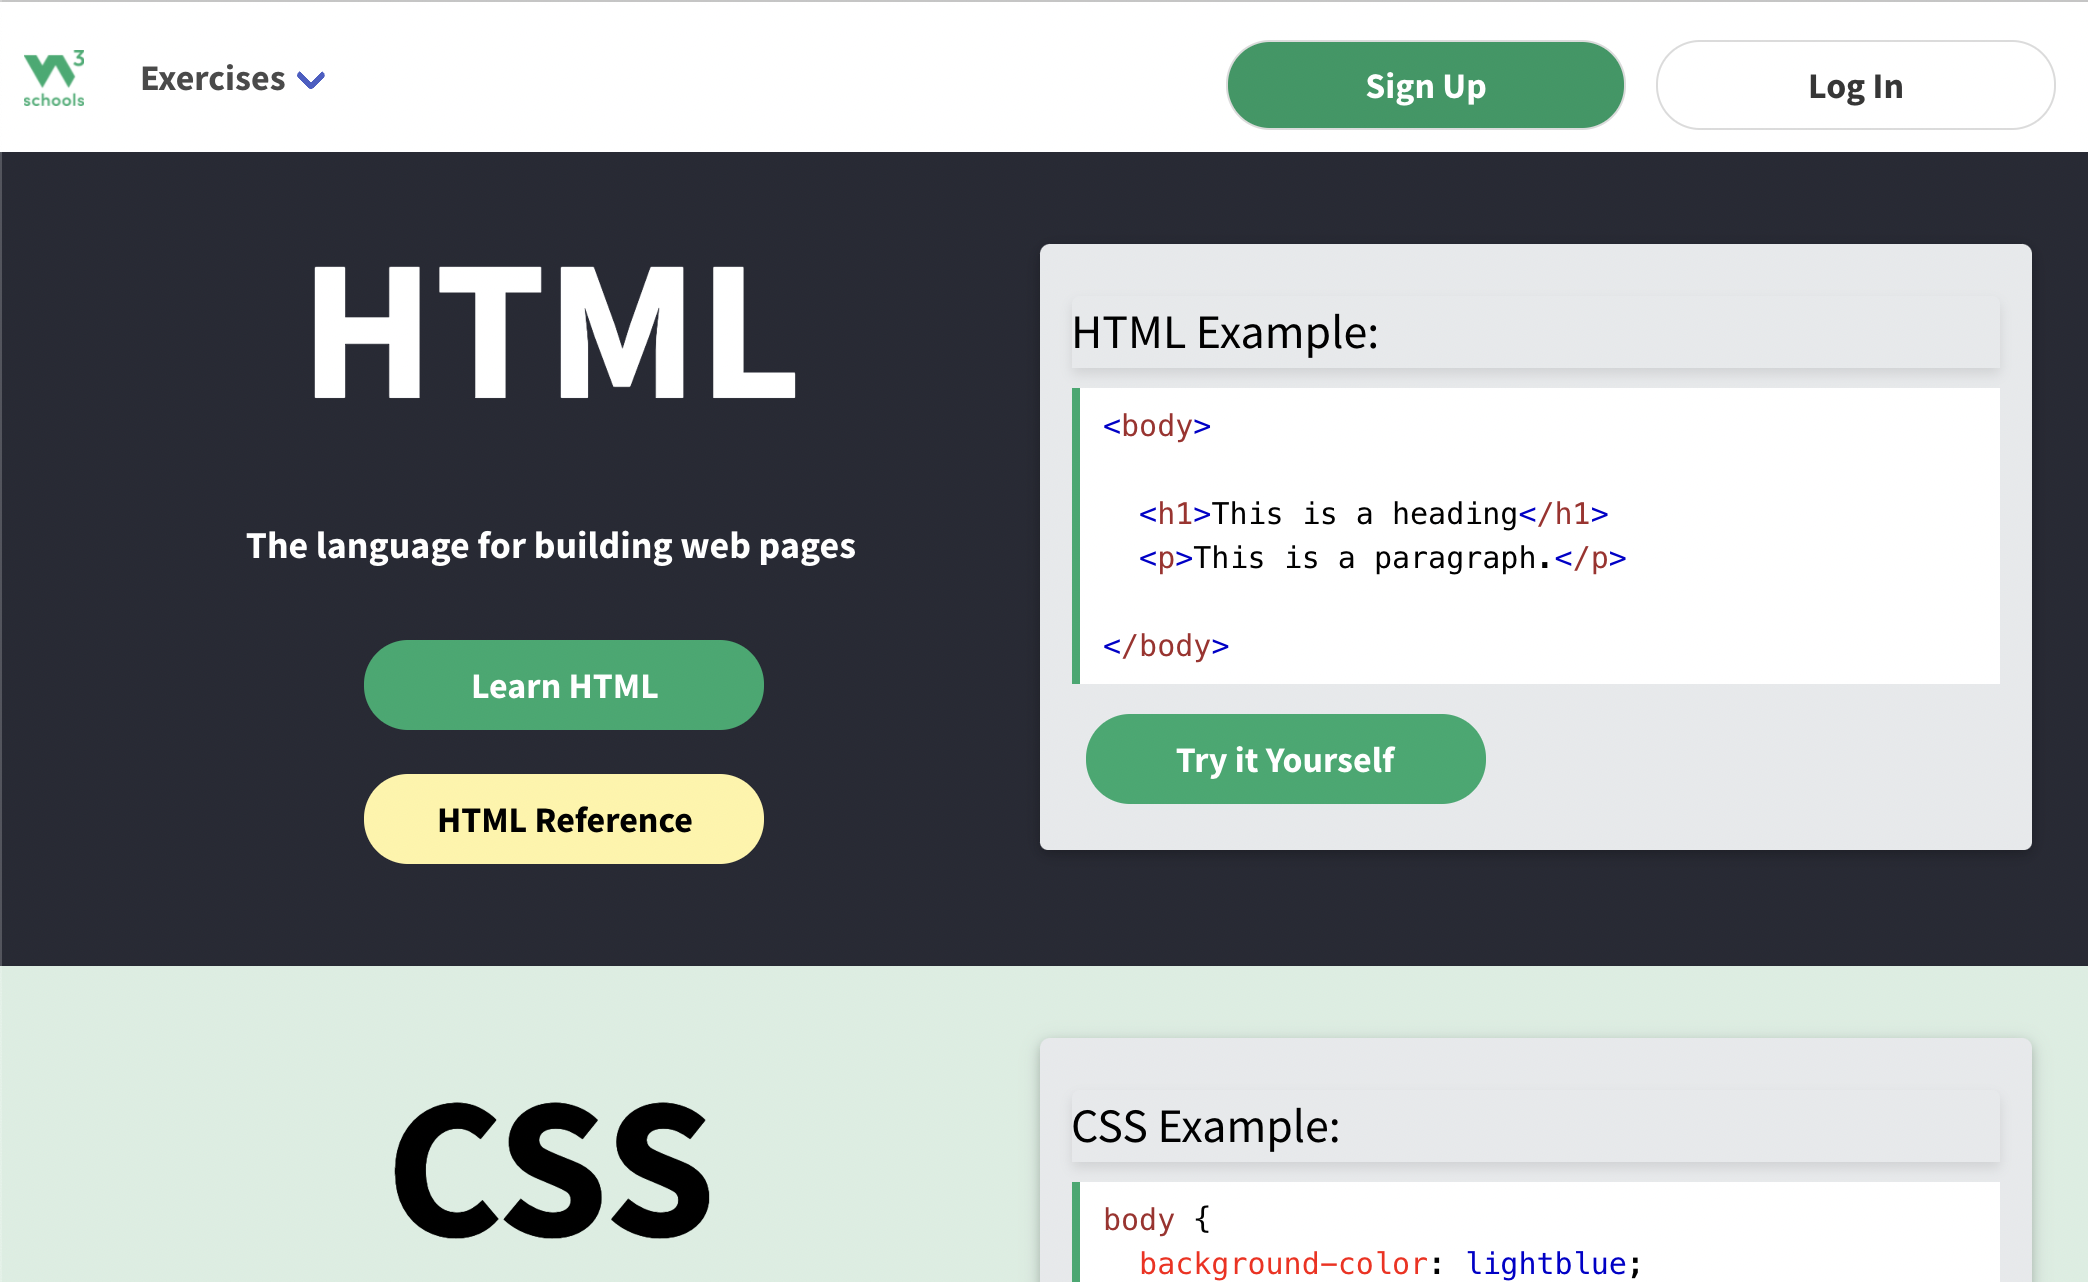 W3
schools
Exercises
Sign Up
Log In
HTML
The language for building web pages
Learn HTML
HTML Reference
HTML Example:
<body>
<h1>This is a heading</h1>
<p>This is a paragraph.</p>
</body>
Try it Yourself
CSS
CSS Example:
body {
background-color: lightblue;